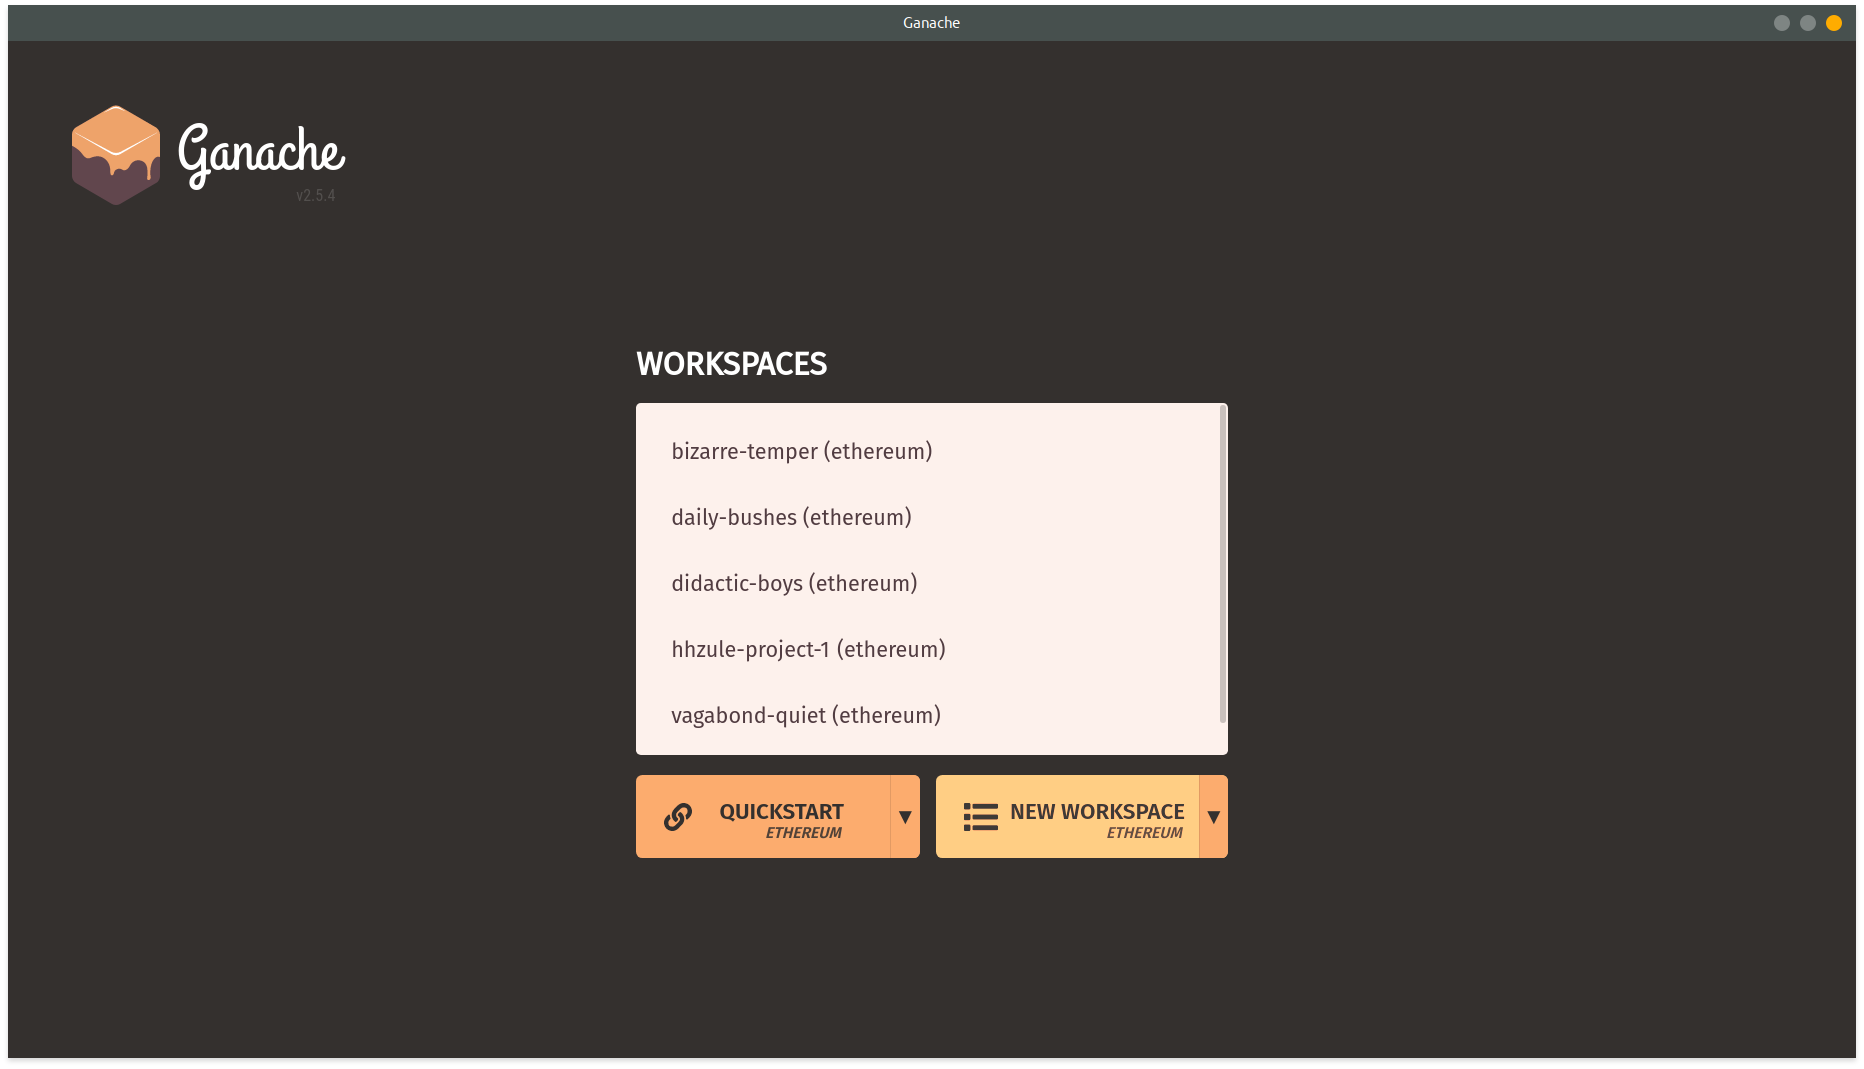 Ganache
Ganache
v2.5.4
WORKSPACES
bizarre-temper (ethereum)
daily-bushes (ethereum)
didactic-boys (ethereum)
hhzule-project-1 (ethereum)
vagabond-quiet (ethereum)
QUICKSTART
ETHEREUM
NEW WORKSPACE
ETHEREUM